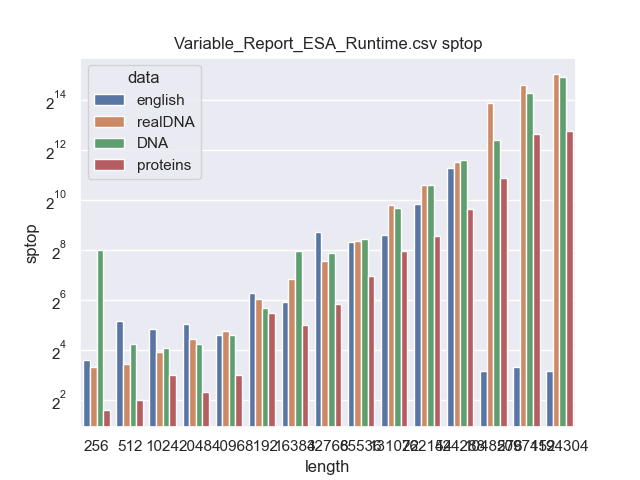 Variable_Report_ESA_Runtime.csv sptop
data
english
realDNA
DNA
proteins
2^14
2^12
2^10
2^8
2^6
2^4
2^2
sptop
256 512 1024 2048 4096 8192 16384 32768 65536 131072 262144 524288 1048576 2097152 4194304
length